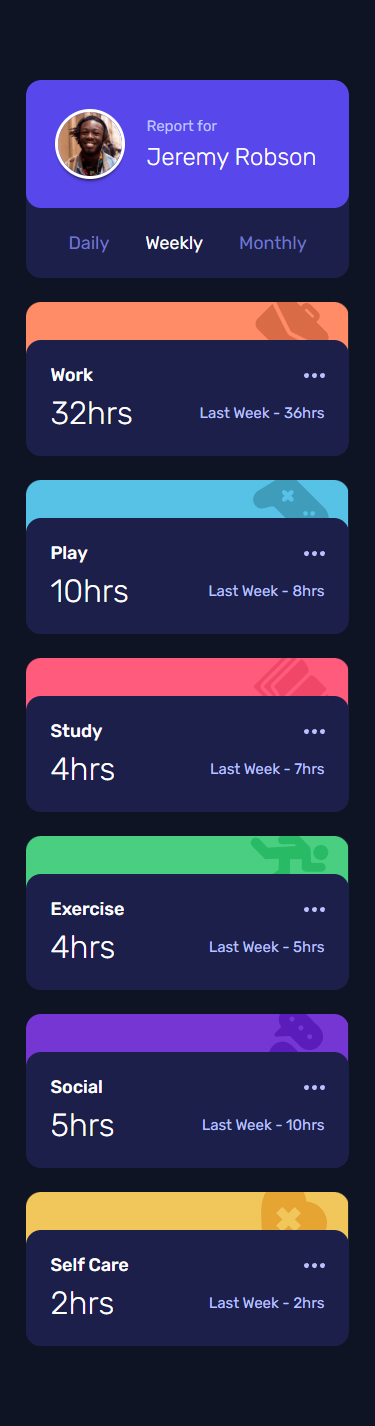 Report for
Jeremy Robson
Daily Weekly Monthly
Work
32hrs Last Week - 36hrs
Play
10hrs Last Week - 8hrs
Study
4hrs Last Week - 7hrs
Exercise
4hrs Last Week - 5hrs
Social
5hrs Last Week - 10hrs
Self Care
2hrs Last Week - 2hrs